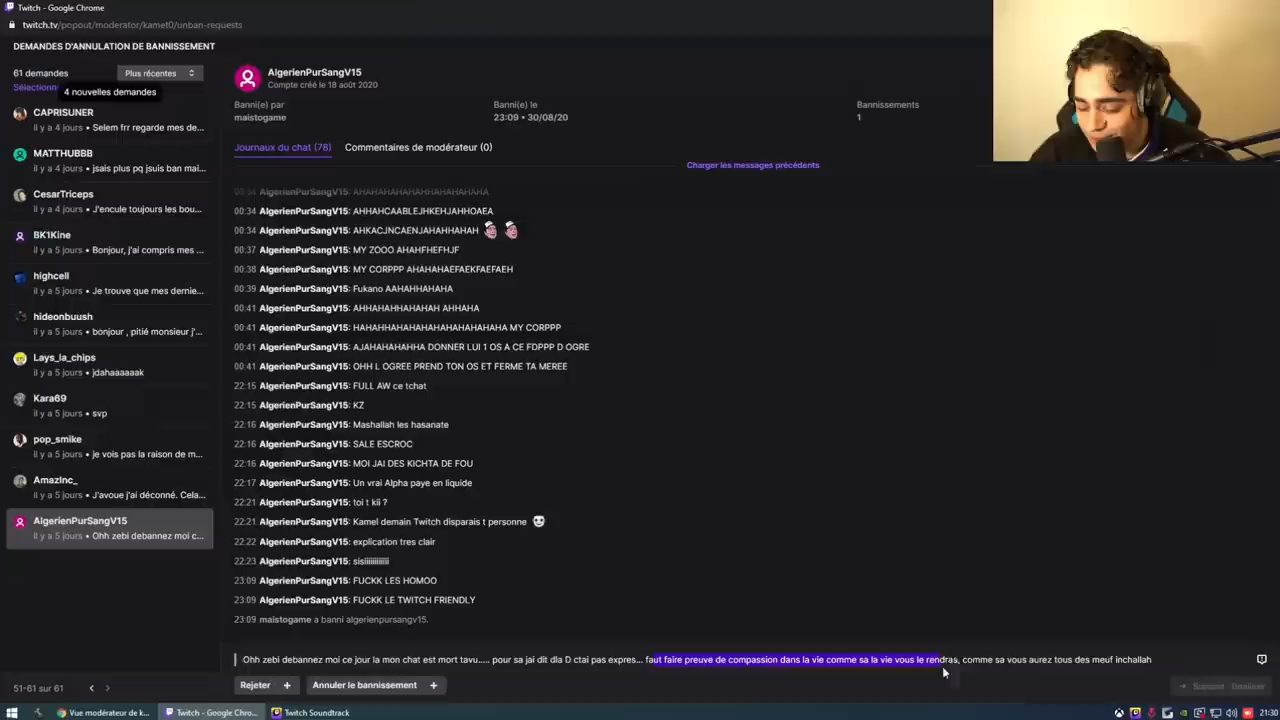 Twitch - Google Chrome
twitch.tv/popout/moderator/kamet0/unban-requests
DEMANDES D'ANNULATION DE BANNISSEMENT
61 demandes
Plus récentes
Sélectionn
4 nouvelles demandes
CAPRISUNER
il y a 4 jours • Selem frr regarde mes de...
MATTHUBBB
il y a 4 jours • jsais plus pq jsuis ban mai...
CesarTriceps
il y a 4 jours • J'encule toujours les bou...
BK1Kine
il y a 5 jours • Bonjour, j'ai compris mes ...
highcell
il y a 5 jours • Je trouve que mes dernie...
hideonbuush
il y a 5 jours • bonjour , pitié monsieur j'...
Lays_la_chips
il y a 5 jours • jdahaaaaaak
Kara69
il y a 5 jours • svp
pop_smike
il y a 5 jours • je vois pas la raison de m...
AmazInc_
il y a 5 jours • J'avoue j'ai déconné. Cela...
AlgerienPurSangV15
il y a 5 jours • Ohh zebi debannez moi c...
51-61 sur 61
AlgerienPurSangV15
Compte créé le 18 août 2020
Banni(e) par
maistogame
Banni(e) le
23:09 • 30/08/20
Bannissements
1
Journaux du chat (78)
Commentaires de modérateur (0)
Charger les messages précédents
00:34 AlgerienPurSangV15: AHAHAHAHAHHAHAHAHAHA
00:34 AlgerienPurSangV15: AHHAHCAABLEJHKEHJAHHOAEA
00:34 AlgerienPurSangV15: AHKACJNCAENJAHAHHAHAH
00:37 AlgerienPurSangV15: MY ZOOO AHAHFHEFHJF
00:38 AlgerienPurSangV15: MY CORPPP AHAHAHAEFAEKFAEFAEH
00:39 AlgerienPurSangV15: Fukano AAHAHHAHAHA
00:41 AlgerienPurSangV15: AHHAHAHHAHAHAH AHHAHA
00:41 AlgerienPurSangV15: HAHAHHAHAHAHAHAHAHAHAHA MY CORPPP
00:41 AlgerienPurSangV15: AJAHAHAHAHHA DONNER LUI 1 OS A CE FDPPP D OGRE
00:41 AlgerienPurSangV15: OHH L OGREE PREND TON OS ET FERME TA MEREE
22:15 AlgerienPurSangV15: FULL AW ce tchat
22:15 AlgerienPurSangV15: KZ
22:16 AlgerienPurSangV15: Mashallah les hasanate
22:16 AlgerienPurSangV15: SALE ESCROC
22:16 AlgerienPurSangV15: MOI JAI DES KICHTA DE FOU
22:17 AlgerienPurSangV15: Un vrai Alpha paye en liquide
22:21 AlgerienPurSangV15: toi t kii ?
22:21 AlgerienPurSangV15: Kamel demain Twitch disparais t personne
22:22 AlgerienPurSangV15: explication tres clair
22:23 AlgerienPurSangV15: sisiiiiiiiiiiii
23:09 AlgerienPurSangV15: FUCKK LES HOMOO
23:09 AlgerienPurSangV15: FUCKK LE TWITCH FRIENDLY
23:09 maistogame a banni algerienpursangv15.
Ohh zebi debannez moi ce jour la mon chat est mort tavu..... pour sa jai dit dla D ctai pas expres... faut faire preuve de compassion dans la vie comme sa la vie vous le rendras, comme sa vous aurez tous des meuf inchallah
Rejeter +
Annuler le bannissement +
Suivant
Vue modérateur de k...
Twitch - Google Chro...
Twitch Soundtrack
21:30